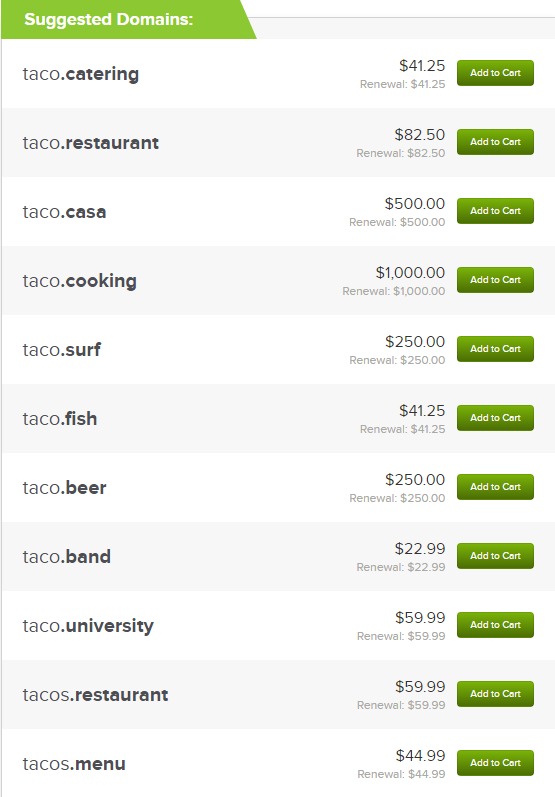 Suggested Domains:
taco.catering
$41.25
Renewal: $41.25
Add to Cart
taco.restaurant
$82.50
Renewal: $82.50
Add to Cart
taco.casa
$500.00
Renewal: $500.00
Add to Cart
taco.cooking
$1,000.00
Renewal: $1,000.00
Add to Cart
taco.surf
$250.00
Renewal: $250.00
Add to Cart
taco.fish
$41.25
Renewal: $41.25
Add to Cart
taco.beer
$250.00
Renewal: $250.00
Add to Cart
taco.band
$22.99
Renewal: $22.99
Add to Cart
taco.university
$59.99
Renewal: $59.99
Add to Cart
tacos.restaurant
$59.99
Renewal: $59.99
Add to Cart
tacos.menu
$44.99
Renewal: $44.99
Add to Cart